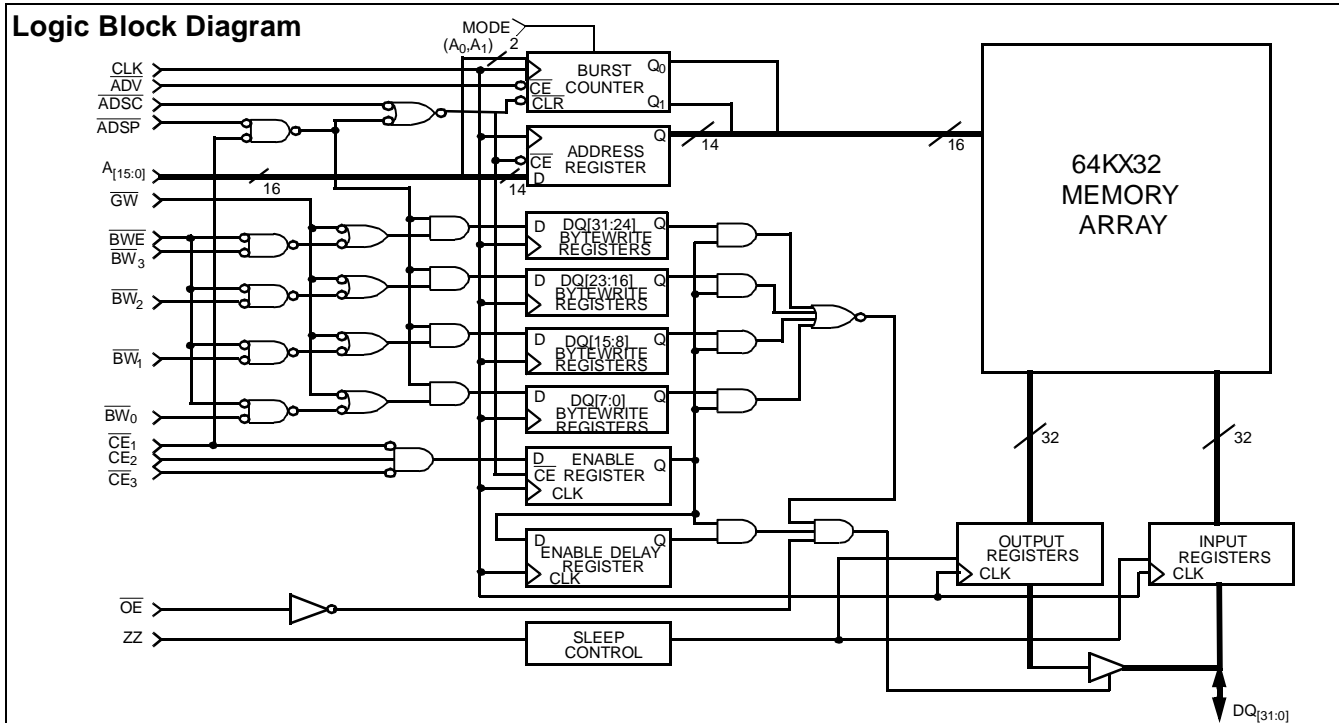 Logic Block Diagram
MODE
(A0,A1)
2
CLK
ADV
ADSC
ADSP
A[15:0]
16
14
GW
BWE
BW3
BW2
BW1
BW0
CE1
CE2
CE3
OE
ZZ
BURST
COUNTER
CE
CLR
Q0
Q1
ADDRESS
REGISTER
CE
D
Q
14
16
64KX32
MEMORY
ARRAY
D
DQ[31:24]
Q
BYTEWRITE
REGISTERS
D
DQ[23:16]
Q
BYTEWRITE
REGISTERS
D
DQ[15:8]
Q
BYTEWRITE
REGISTERS
D
DQ[7:0]
Q
BYTEWRITE
REGISTERS
D
ENABLE
Q
CE
REGISTER
CLK
D
Q
ENABLE DELAY
REGISTER
CLK
SLEEP
CONTROL
32
32
OUTPUT
REGISTERS
CLK
INPUT
REGISTERS
CLK
DQ[31:0]